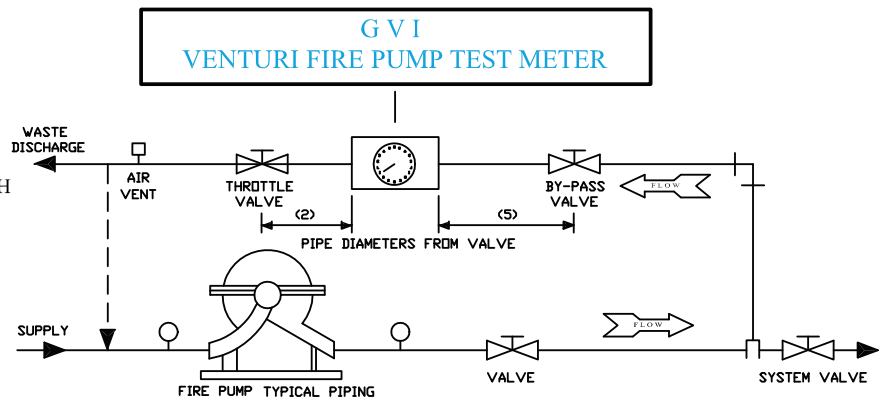 G V I
VENTURI FIRE PUMP TEST METER
WASTE
DISCHARGE
H
AIR
VENT
THROTTLE
VALVE
BY-PASS
VALVE
FLOW
(2)
(5)
PIPE DIAMETERS FROM VALVE
SUPPLY
FLOW
FIRE PUMP TYPICAL PIPING
VALVE
SYSTEM VALVE